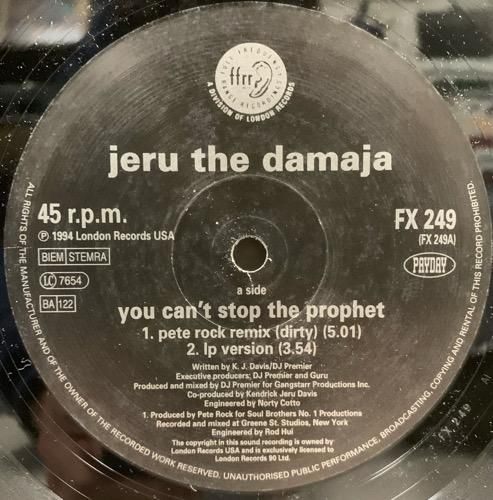 FULL FREQUENCY
ffrr
RANGE RECORDINGS
A DIVISION OF LONDON RECORDS
jeru the damaja
45 r.p.m.
℗ 1994 London Records USA
BIEM STEMRA
LC 7654
BA 122
FX 249
(FX 249A)
PAYDAY
a side
you can't stop the prophet
1. pete rock remix (dirty) (5.01)
2. lp version (3.54)
Written by K. J. Davis/DJ Premier
Executive producers; DJ Premier and Guru
Produced and mixed by DJ Premier for Gangstarr Productions Inc.
Co-produced by Kendrick Jeru Davis
Engineered by Norty Cotto
1. Produced by Pete Rock for Soul Brothers No. 1 Productions
Recorded and mixed at Greene St. Studios, New York
Engineered by Rod Hui
The copyright in this sound recording is owned by
London Records USA and is exclusively licensed to
London Records 90 Ltd.
ALL RIGHTS OF THE MANUFACTURER AND OF THE OWNER OF THE RECORDED WORK RESERVED. UNAUTHORISED PUBLIC PERFORMANCE, BROADCASTING, COPYING AND RENTAL OF THIS RECORD PROHIBITED.
FX 249